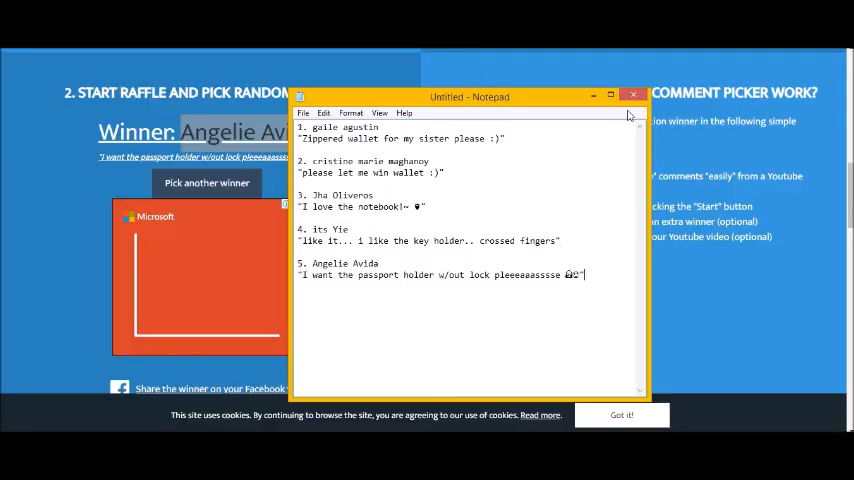 2. START RAFFLE AND PICK RANDOM
Winner: Angelie Avi
"I want the passport holder w/out lock pleeeaaasss
Pick another winner
Microsoft
Share the winner on your Facebook
Untitled - Notepad
File Edit Format View Help
1. gaile agustin
"Zippered wallet for my sister please :)"
2. cristine marie maghanoy
"please let me win wallet :)"
3. Jha Oliveros
"I love the notebook!~ "
4. its Yie
"like it... i like the key holder.. crossed fingers"
5. Angelie Avida
"I want the passport holder w/out lock pleeeaaasssse "
COMMENT PICKER WORK?
ion winner in the following simple
" comments "easily" from a Youtube
cking the "Start" button
an extra winner (optional)
our Youtube video (optional)
This site uses cookies. By continuing to browse the site, you are agreeing to our use of cookies. Read more.
Got it!